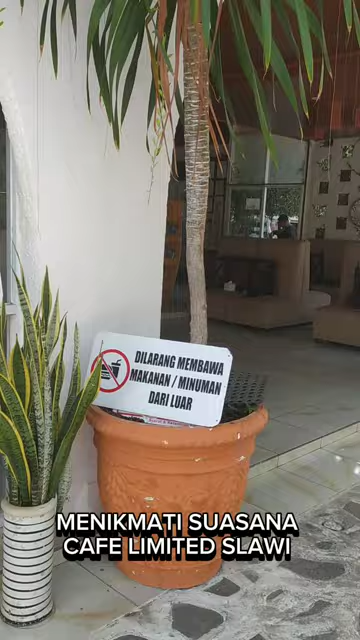 DILARANG MEMBAWA
MAKANAN / MINUMAN
DARI LUAR
MENIKMATI SUASANA
CAFE LIMITED SLAWI